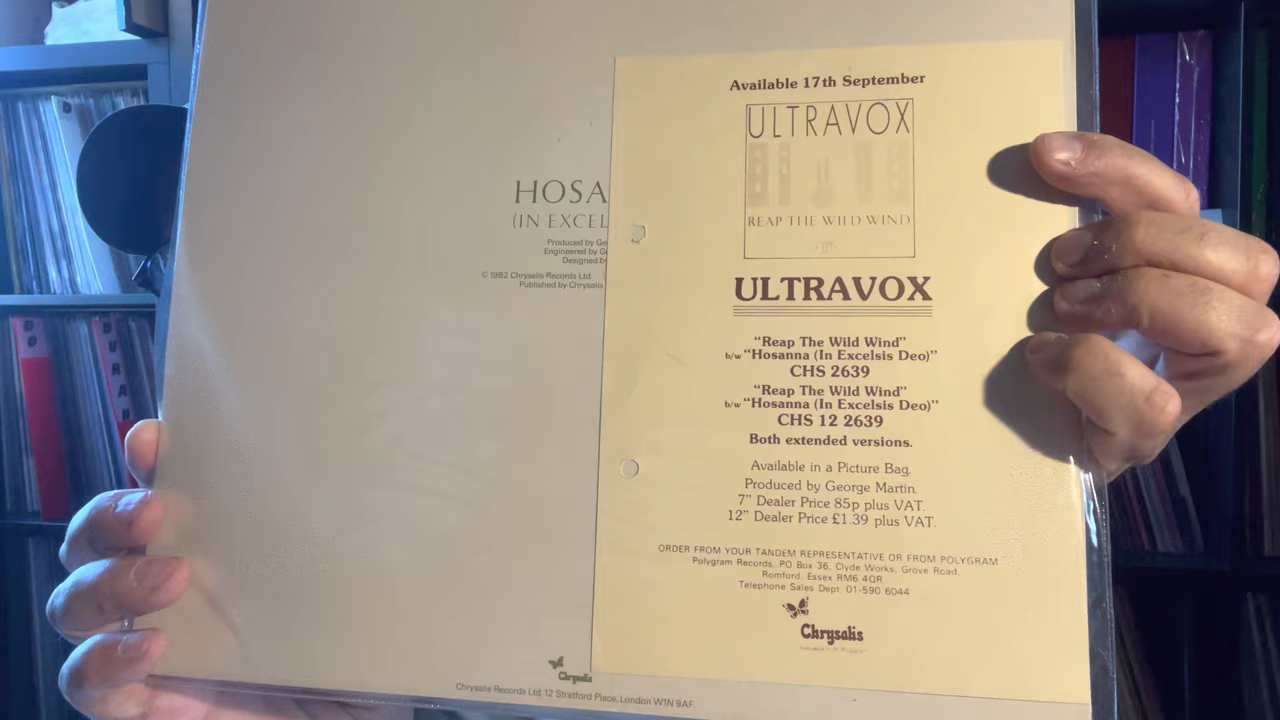 HOSA
(IN EXCEL
Produced by Ge
Engineered by G
Designed by
© 1982 Chrysalis Records Ltd.
Published by Chrysalis
Chrysalis
Chrysalis Records Ltd. 12 Stratford Place, London W1N 9AF.
Available 17th September
ULTRAVOX
REAP THE WILD WIND
ULTRAVOX
"Reap The Wild Wind"
b/w "Hosanna (In Excelsis Deo)"
CHS 2639
"Reap The Wild Wind"
b/w "Hosanna (In Excelsis Deo)"
CHS 12 2639
Both extended versions.
Available in a Picture Bag.
Produced by George Martin.
7" Dealer Price 85p plus VAT.
12" Dealer Price £1.39 plus VAT.
ORDER FROM YOUR TANDEM REPRESENTATIVE OR FROM POLYGRAM
Polygram Records, PO Box 36, Clyde Works, Grove Road,
Romford, Essex RM6 4QR.
Telephone Sales Dept 01-590 6044
Chrysalis
DURAN